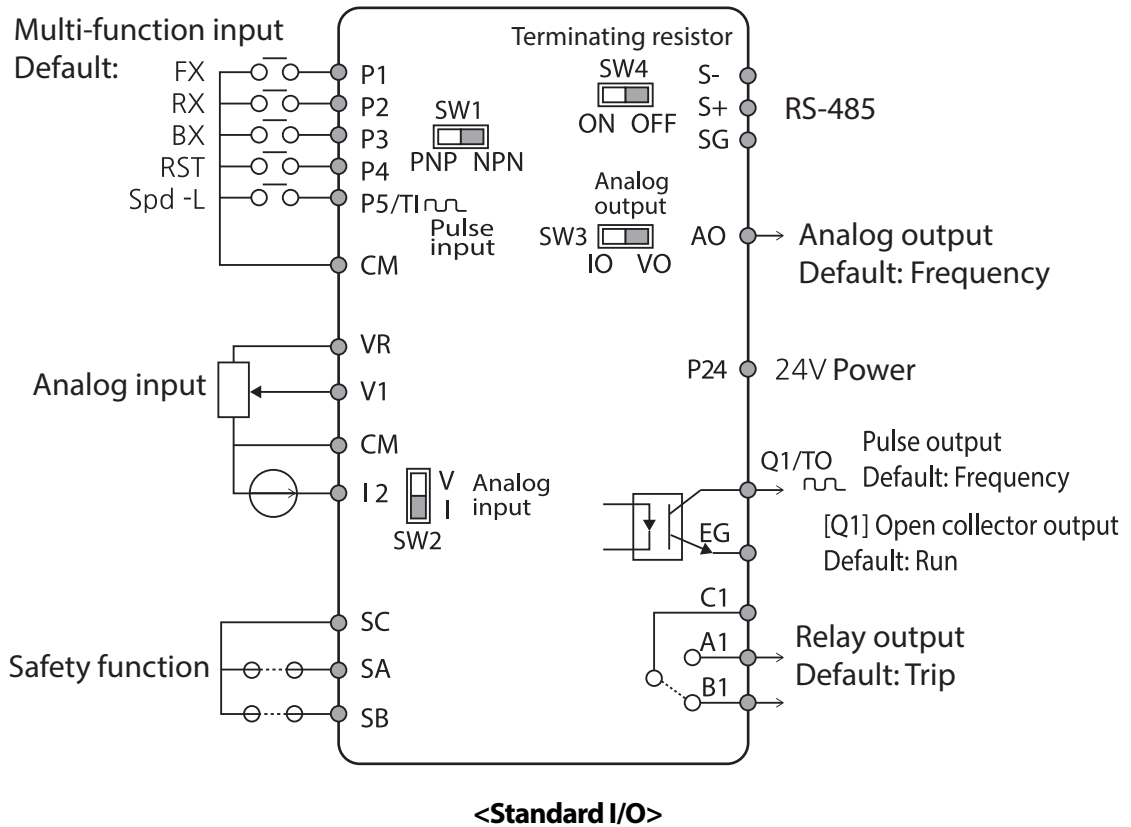 Multi-function input
Default:
FX
RX
BX
RST
Spd -L
P1
P2
P3
P4
P5/TI
Pulse
input
CM
SW1
PNP NPN
Terminating resistor
SW4
ON OFF
S-
S+
SG
RS-485
Analog
output
SW3
IO VO
AO
Analog output
Default: Frequency
Analog input
VR
V1
CM
I 2
V
I
Analog
input
SW2
P24
24V Power
Q1/TO
Pulse output
Default: Frequency
EG
[Q1] Open collector output
Default: Run
Safety function
SC
SA
SB
C1
A1
B1
Relay output
Default: Trip
<Standard I/O>